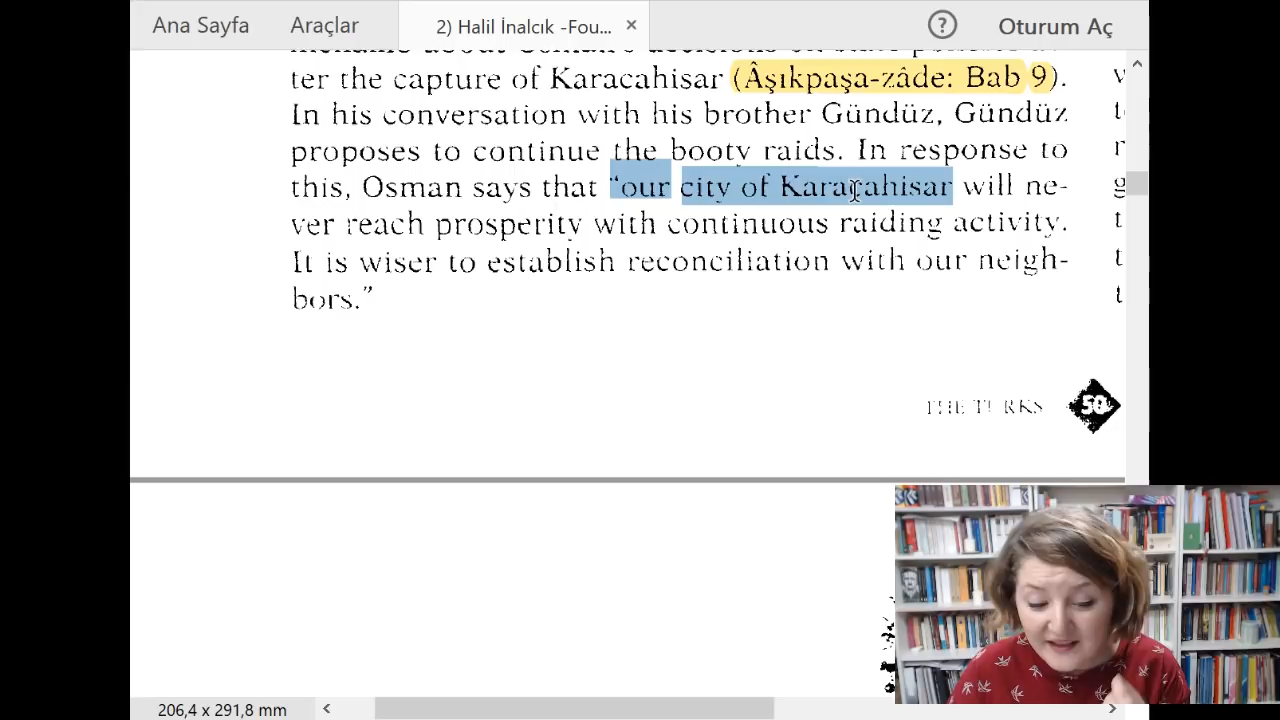 Ana Sayfa
Araçlar
2) Halil İnalcık -Fou...
×
?
Oturum Aç
ter the capture of Karacahisar (Âşıkpaşa-zâde: Bab 9).
In his conversation with his brother Gündüz, Gündüz
proposes to continue the booty raids. In response to
this, Osman says that “our city of Karacahisar will ne-
ver reach prosperity with continuous raiding activity.
It is wiser to establish reconciliation with our neigh-
bors.”
THE TURKS
50
206,4 x 291,8 mm